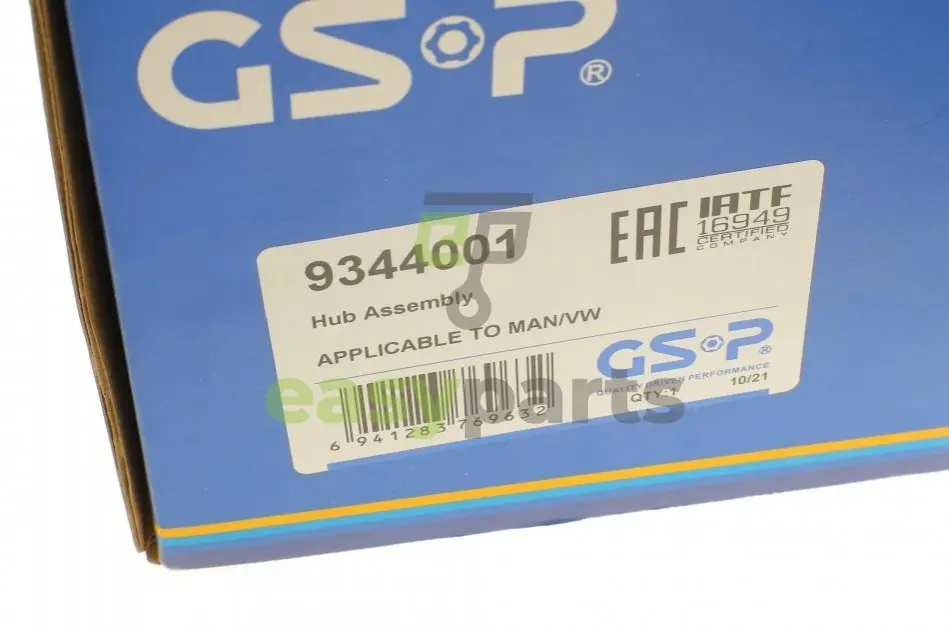 GSP®
9344001
Hub Assembly
APPLICABLE TO MAN/VW
EAC
IATF
16949
CERTIFIED
COMPANY
GSP®
QUALITY DRIVEN PERFORMANCE
QTY:1
10/21
6 941283 769632
easyparts